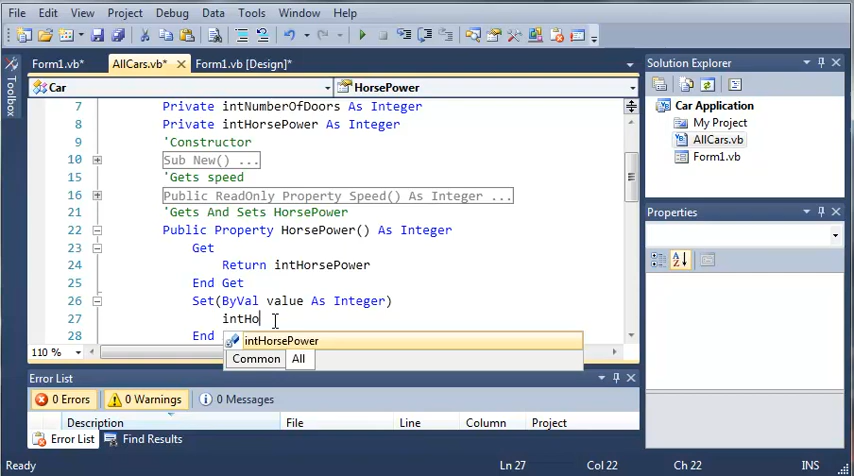 File Edit View Project Debug Data Tools Window Help
Form1.vb* AllCars.vb* Form1.vb [Design]*
Toolbox
Car HorsePower
7 Private intNumberOfDoors As Integer
8 Private intHorsePower As Integer
9 'Constructor
10 Sub New() ...
15 'Gets speed
16 Public ReadOnly Property Speed() As Integer ...
21 'Gets And Sets HorsePower
22 Public Property HorsePower() As Integer
23 Get
24 Return intHorsePower
25 End Get
26 Set(ByVal value As Integer)
27 intHo
28 End
intHorsePower
Common All
110 %
Solution Explorer
Car Application
My Project
AllCars.vb
Form1.vb
Properties
Error List
0 Errors 0 Warnings 0 Messages
Description File Line Column Project
Error List Find Results
Ln 27 Col 22 Ch 22 INS